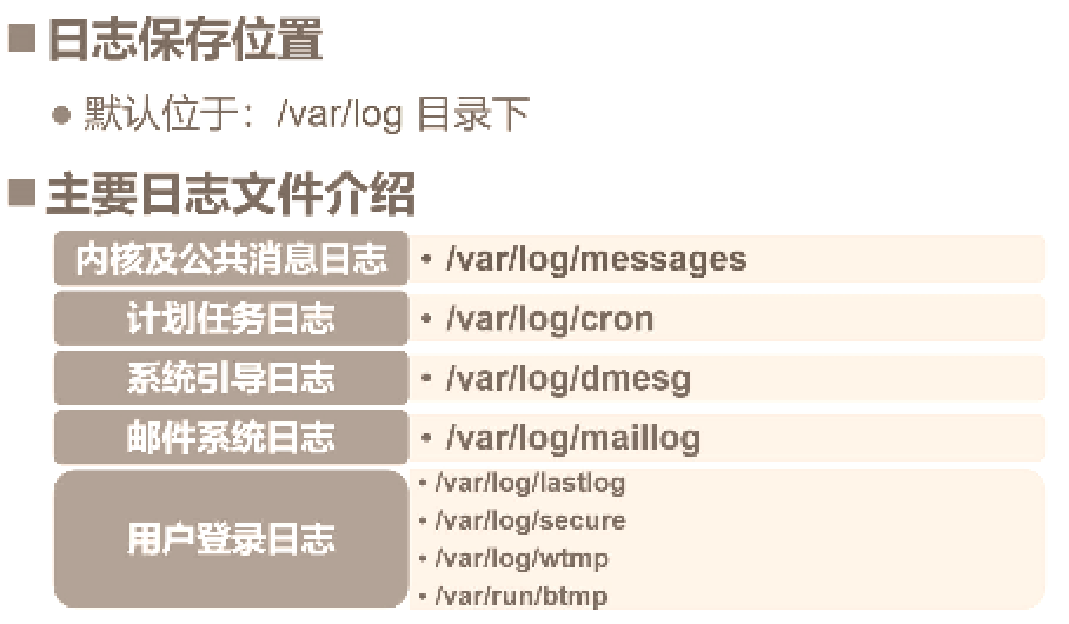 ■ 日志保存位置
● 默认位于：/var/log 目录下
■ 主要日志文件介绍
内核及公共消息日志 • /var/log/messages
计划任务日志 • /var/log/cron
系统引导日志 • /var/log/dmesg
邮件系统日志 • /var/log/maillog
用户登录日志
• /var/log/lastlog
• /var/log/secure
• /var/log/wtmp
• /var/run/btmp